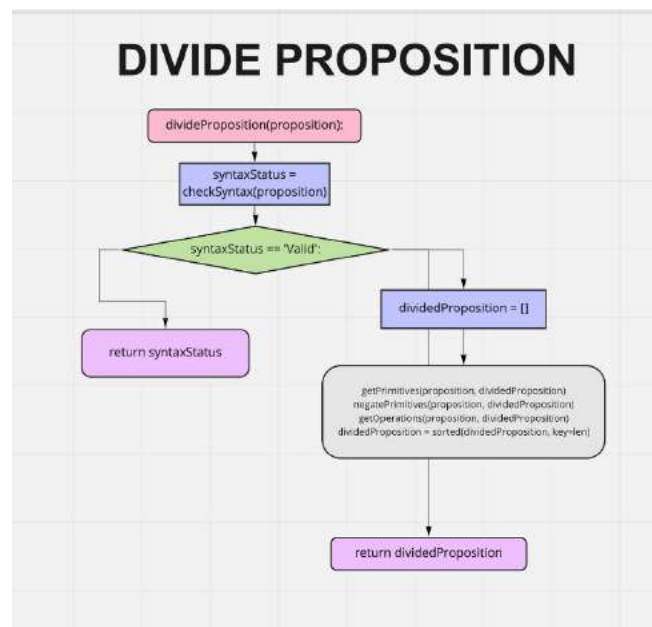 DIVIDE PROPOSITION
divideProposition(proposition):
syntaxStatus =
checkSyntax(proposition)
syntaxStatus == 'Valid':
dividedProposition = []
return syntaxStatus
getPrimitives(proposition, dividedProposition)
negatePrimitives(proposition, dividedProposition)
getOperations(proposition, dividedProposition)
dividedProposition = sorted(dividedProposition, key=len)
return dividedProposition